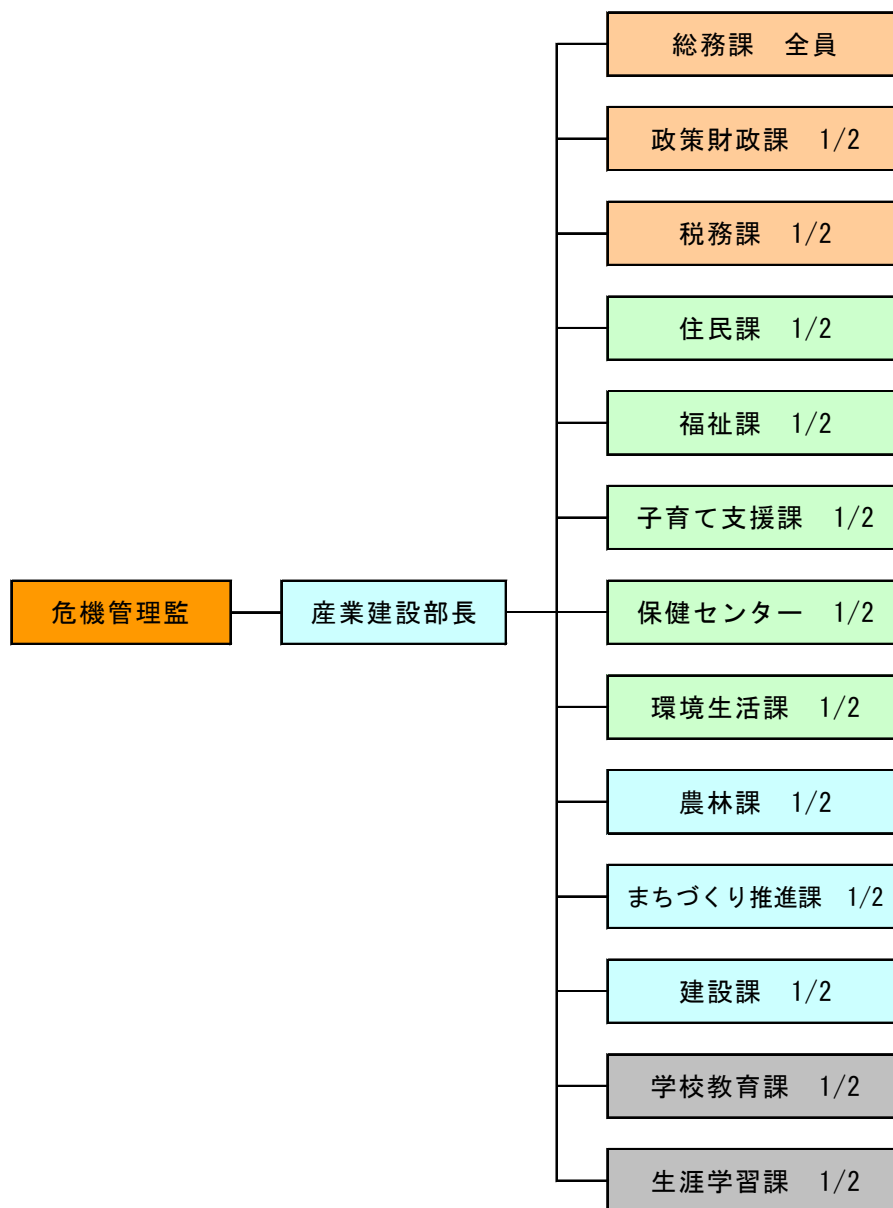 総務課　全員
政策財政課　1/2
税務課　1/2
住民課　1/2
福祉課　1/2
子育て支援課　1/2
危機管理監
産業建設部長
保健センター　1/2
環境生活課　1/2
農林課　1/2
まちづくり推進課　1/2
建設課　1/2
学校教育課　1/2
生涯学習課　1/2